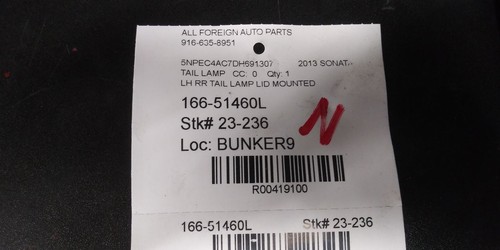 ALL FOREIGN AUTO PARTS
916-635-8951
5NPEC4AC7DH691307 2013 SONATA
TAIL LAMP CC: 0 Qty: 1
LH RR TAIL LAMP LID MOUNTED
166-51460L
Stk# 23-236
N
Loc: BUNKER9
R00419100
166-51460L Stk# 23-236